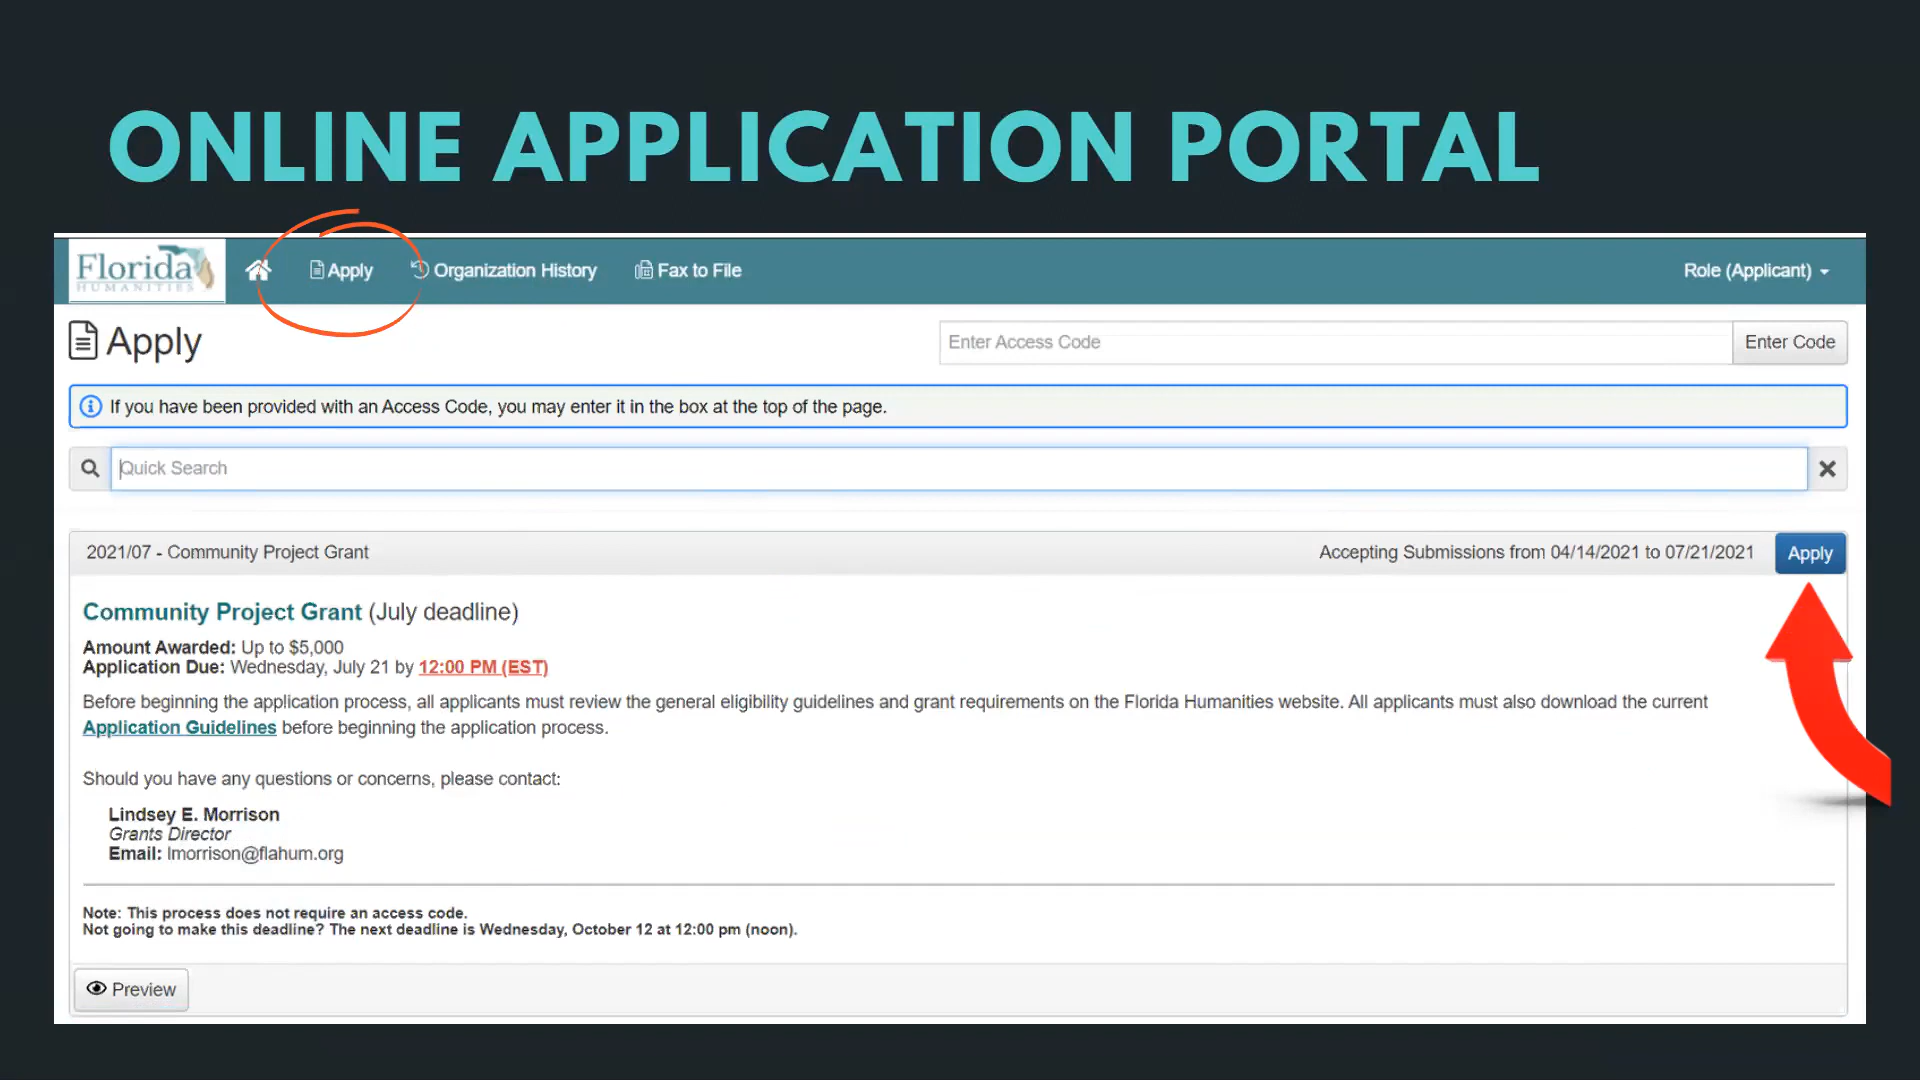 ONLINE APPLICATION PORTAL
Florida
HUMANITIES
Apply
Organization History
Fax to File
Role (Applicant)
Apply
Enter Access Code
Enter Code
If you have been provided with an Access Code, you may enter it in the box at the top of the page.
Quick Search
2021/07 - Community Project Grant
Accepting Submissions from 04/14/2021 to 07/21/2021
Apply
Community Project Grant (July deadline)
Amount Awarded: Up to $5,000
Application Due: Wednesday, July 21 by 12:00 PM (EST)
Before beginning the application process, all applicants must review the general eligibility guidelines and grant requirements on the Florida Humanities website. All applicants must also download the current
Application Guidelines before beginning the application process.
Should you have any questions or concerns, please contact:
Lindsey E. Morrison
Grants Director
Email: lmorrison@flahum.org
Note: This process does not require an access code.
Not going to make this deadline? The next deadline is Wednesday, October 12 at 12:00 pm (noon).
Preview